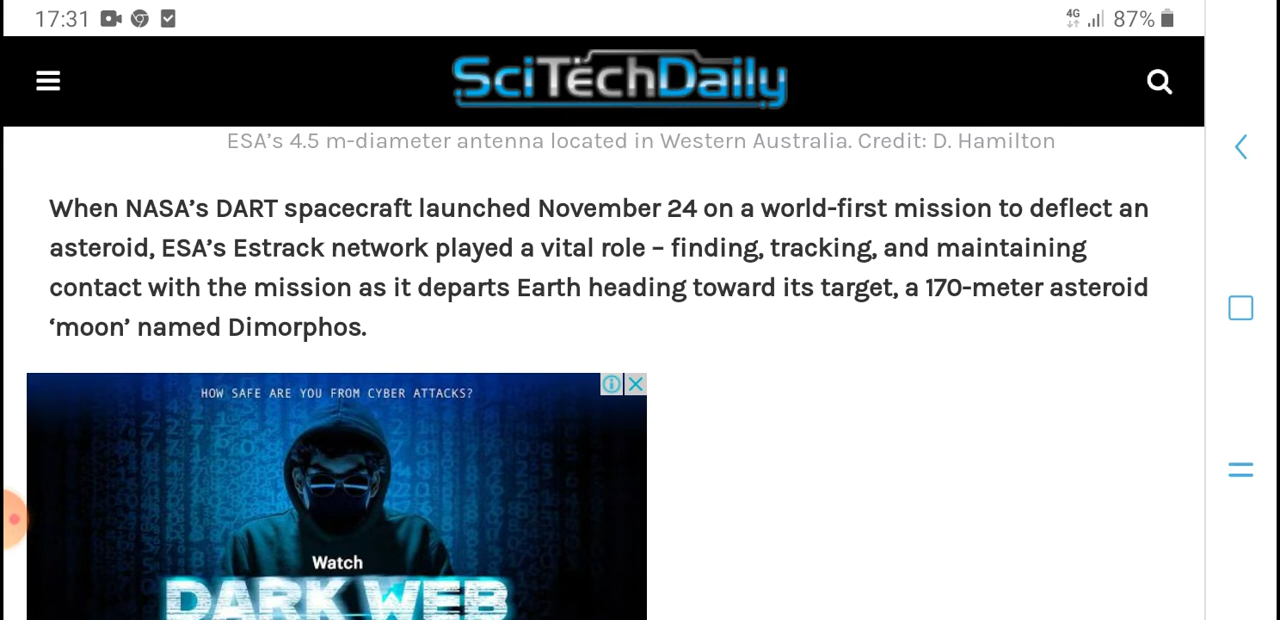 17:31
4G
87%
SciTechDaily
ESA’s 4.5 m-diameter antenna located in Western Australia. Credit: D. Hamilton
When NASA’s DART spacecraft launched November 24 on a world-first mission to deflect an
asteroid, ESA’s Estrack network played a vital role – finding, tracking, and maintaining
contact with the mission as it departs Earth heading toward its target, a 170-meter asteroid
‘moon’ named Dimorphos.
HOW SAFE ARE YOU FROM CYBER ATTACKS?
Watch
DARK WEB